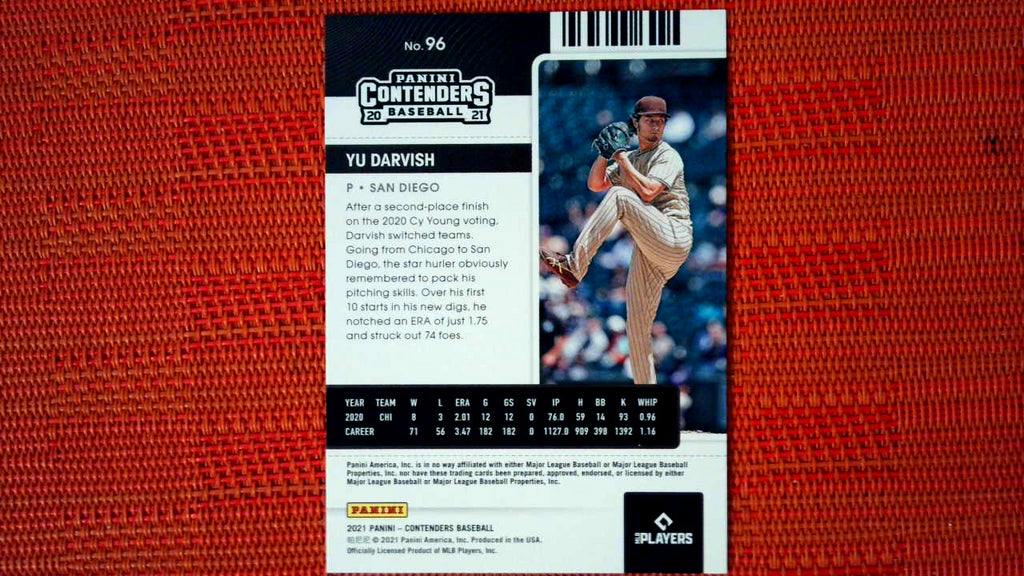 No. 96
PANINI
CONTENDERS
20 BASEBALL 21
YU DARVISH
P • SAN DIEGO
After a second-place finish
on the 2020 Cy Young voting,
Darvish switched teams.
Going from Chicago to San
Diego, the star hurler obviously
remembered to pack his
pitching skills. Over his first
10 starts in his new digs, he
notched an ERA of just 1.75
and struck out 74 foes.
YEAR TEAM W L ERA G GS SV IP H BB K WHIP
2020 CHI 8 3 2.01 12 12 0 76.0 59 14 93 0.96
CAREER 71 56 3.47 182 182 0 1127.0 909 398 1392 1.16
Panini America, Inc. is in no way affiliated with either Major League Baseball or Major League Baseball
Properties, Inc. nor have these trading cards been prepared, approved, endorsed, or licensed by either
Major League Baseball or Major League Baseball Properties, Inc.
PANINI
2021 PANINI – CONTENDERS BASEBALL
帕尼尼 © 2021 Panini America, Inc. Produced in the USA.
Officially Licensed Product of MLB Players, Inc.
MLB PLAYERS